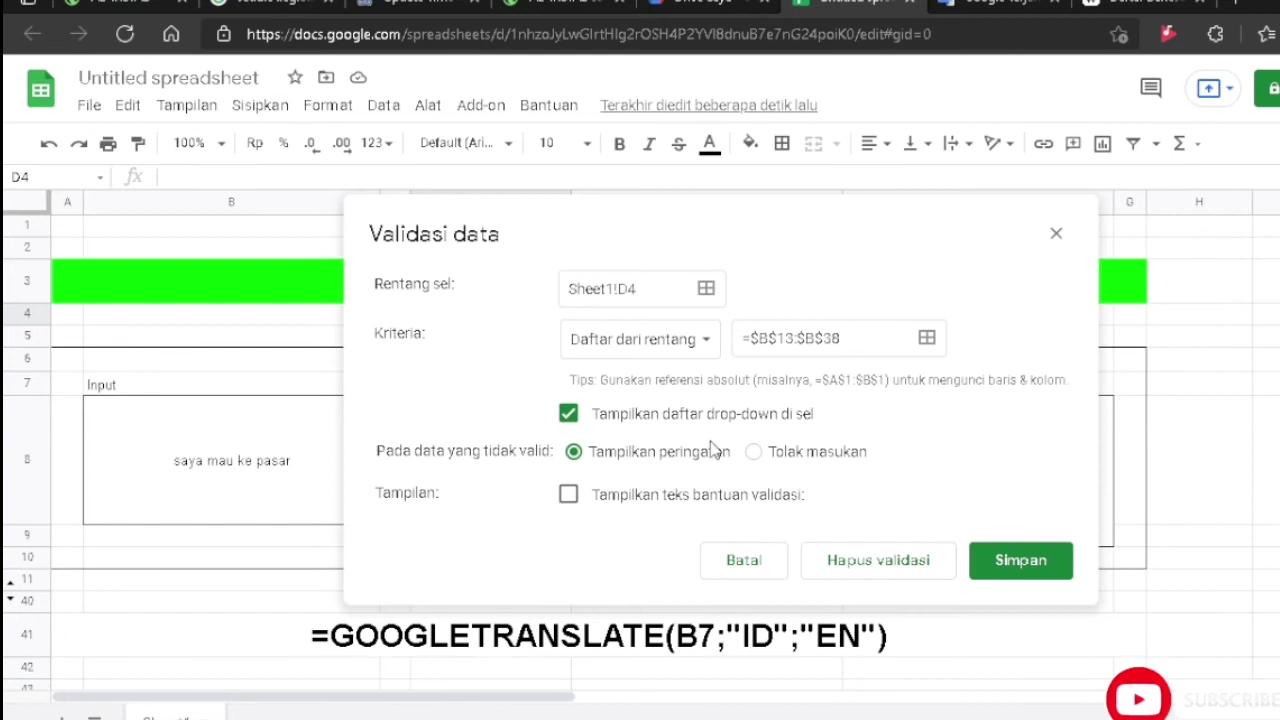 https://docs.google.com/spreadsheets/d/1nhzoJyLwGIrtHIg2rOSH4P2YVl8dnuB7e7nG24poiK0/edit#gid=0
Untitled spreadsheet
File Edit Tampilan Sisipkan Format Data Alat Add-on Bantuan Terakhir diedit beberapa detik lalu
100% Rp % .0 .00 123 Default (Ari... 10 B I S A
D4 fx
A B G H
1
2
3
4
5
6
7
8
9
10
11
40
41
42
43
Validasi data
Rentang sel: Sheet1!D4
Kriteria: Daftar dari rentang =$B$13:$B$38
Tips: Gunakan referensi absolut (misalnya, =$A$1:$B$1) untuk mengunci baris & kolom.
Tampilkan daftar drop-down di sel
Pada data yang tidak valid: Tampilkan peringatan Tolak masukan
Tampilan: Tampilkan teks bantuan validasi:
Batal Hapus validasi Simpan
Input
saya mau ke pasar
=GOOGLETRANSLATE(B7;"ID";"EN")
SUBSCRIBE